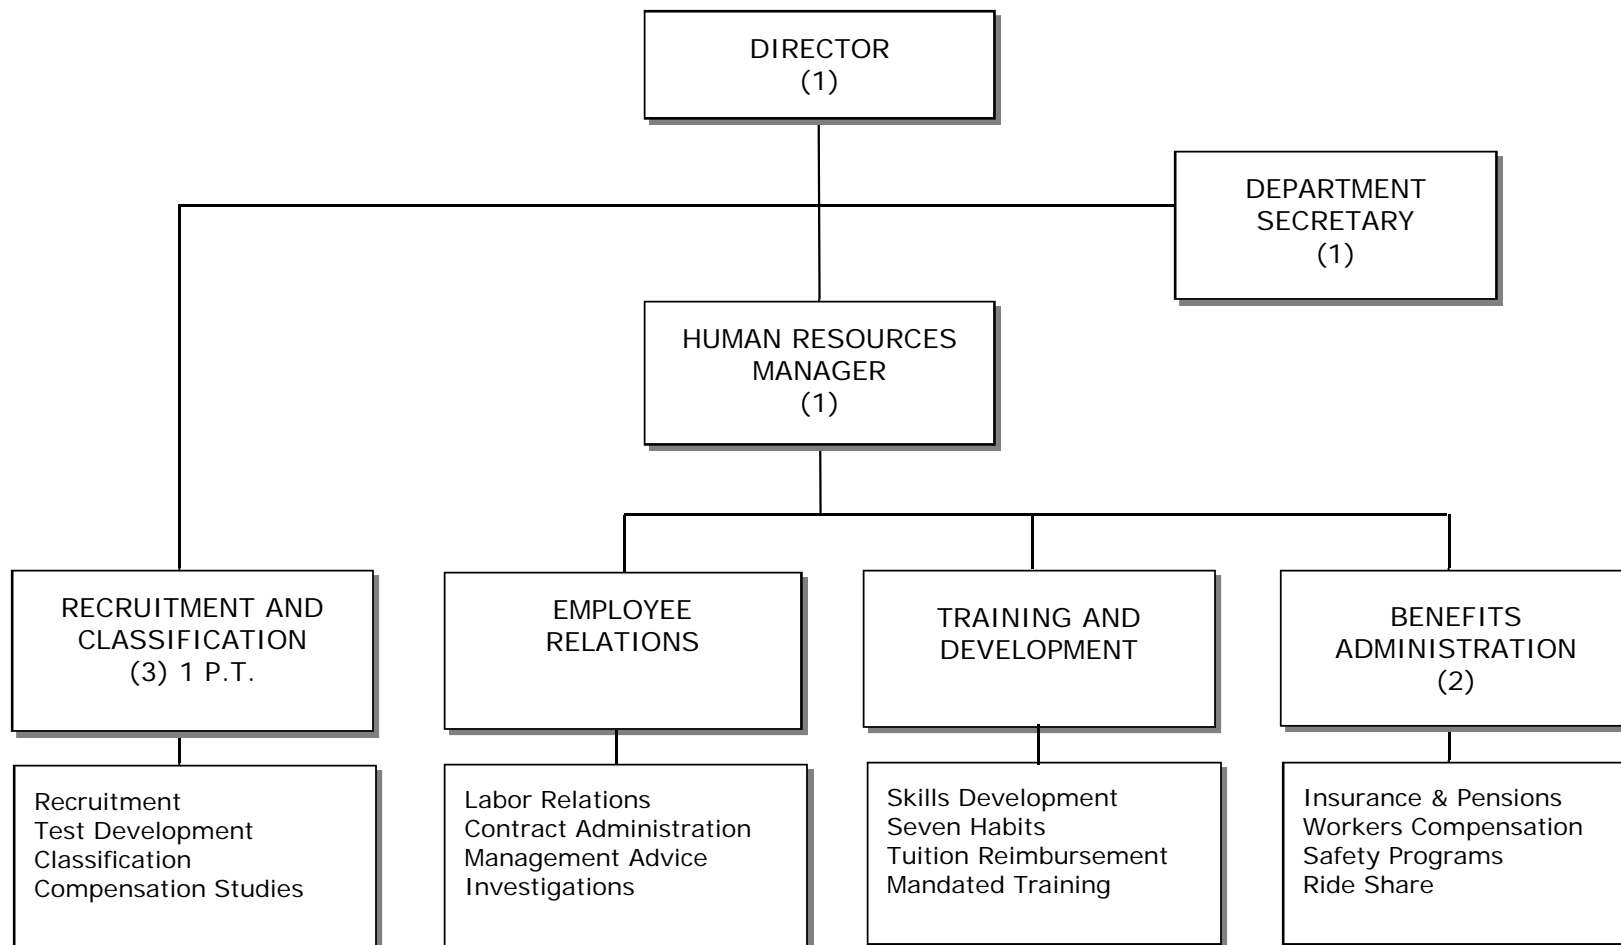 DIRECTOR
(1)
DEPARTMENT
SECRETARY
(1)
HUMAN RESOURCES
MANAGER
(1)
RECRUITMENT AND
CLASSIFICATION
(3) 1 P.T.
EMPLOYEE
RELATIONS
TRAINING AND
DEVELOPMENT
BENEFITS
ADMINISTRATION
(2)
Recruitment
Test Development
Classification
Compensation Studies
Labor Relations
Contract Administration
Management Advice
Investigations
Skills Development
Seven Habits
Tuition Reimbursement
Mandated Training
Insurance & Pensions
Workers Compensation
Safety Programs
Ride Share